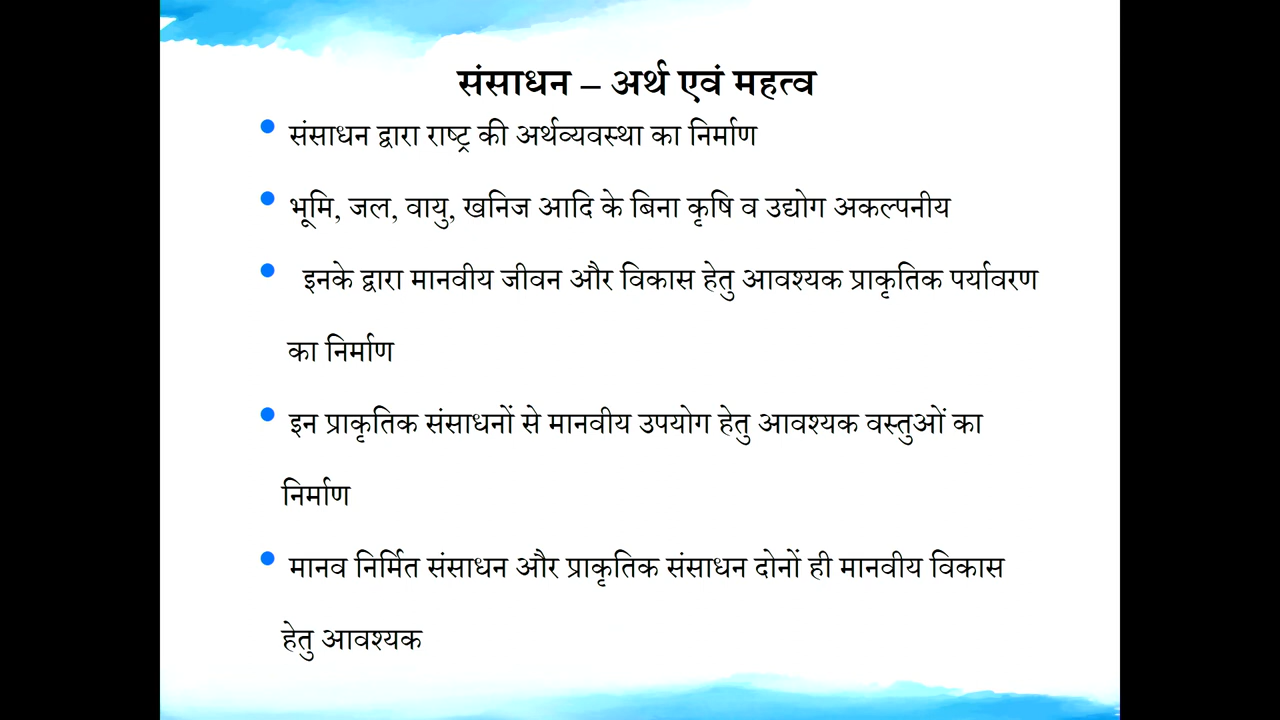 संसाधन – अर्थ एवं महत्व
• संसाधन द्वारा राष्ट्र की अर्थव्यवस्था का निर्माण
• भूमि, जल, वायु, खनिज आदि के बिना कृषि व उद्योग अकल्पनीय
• इनके द्वारा मानवीय जीवन और विकास हेतु आवश्यक प्राकृतिक पर्यावरण
का निर्माण
• इन प्राकृतिक संसाधनों से मानवीय उपयोग हेतु आवश्यक वस्तुओं का
निर्माण
• मानव निर्मित संसाधन और प्राकृतिक संसाधन दोनों ही मानवीय विकास
हेतु आवश्यक